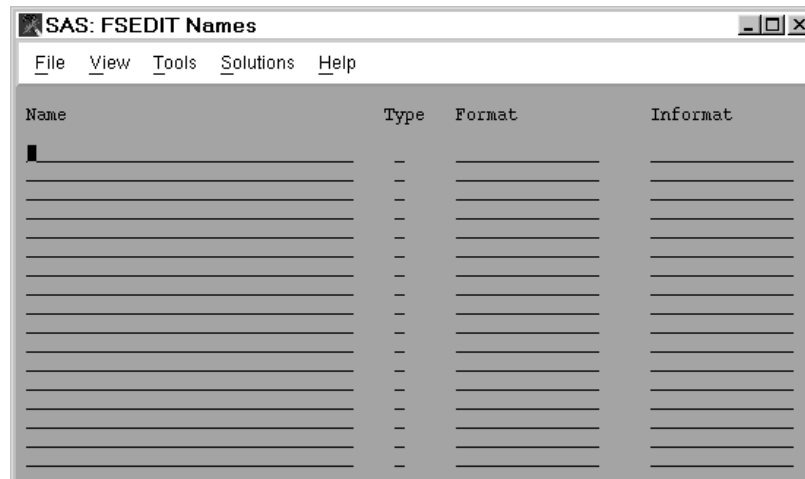 SAS: FSEDIT Names
File View Tools Solutions Help
Name Type Format Informat